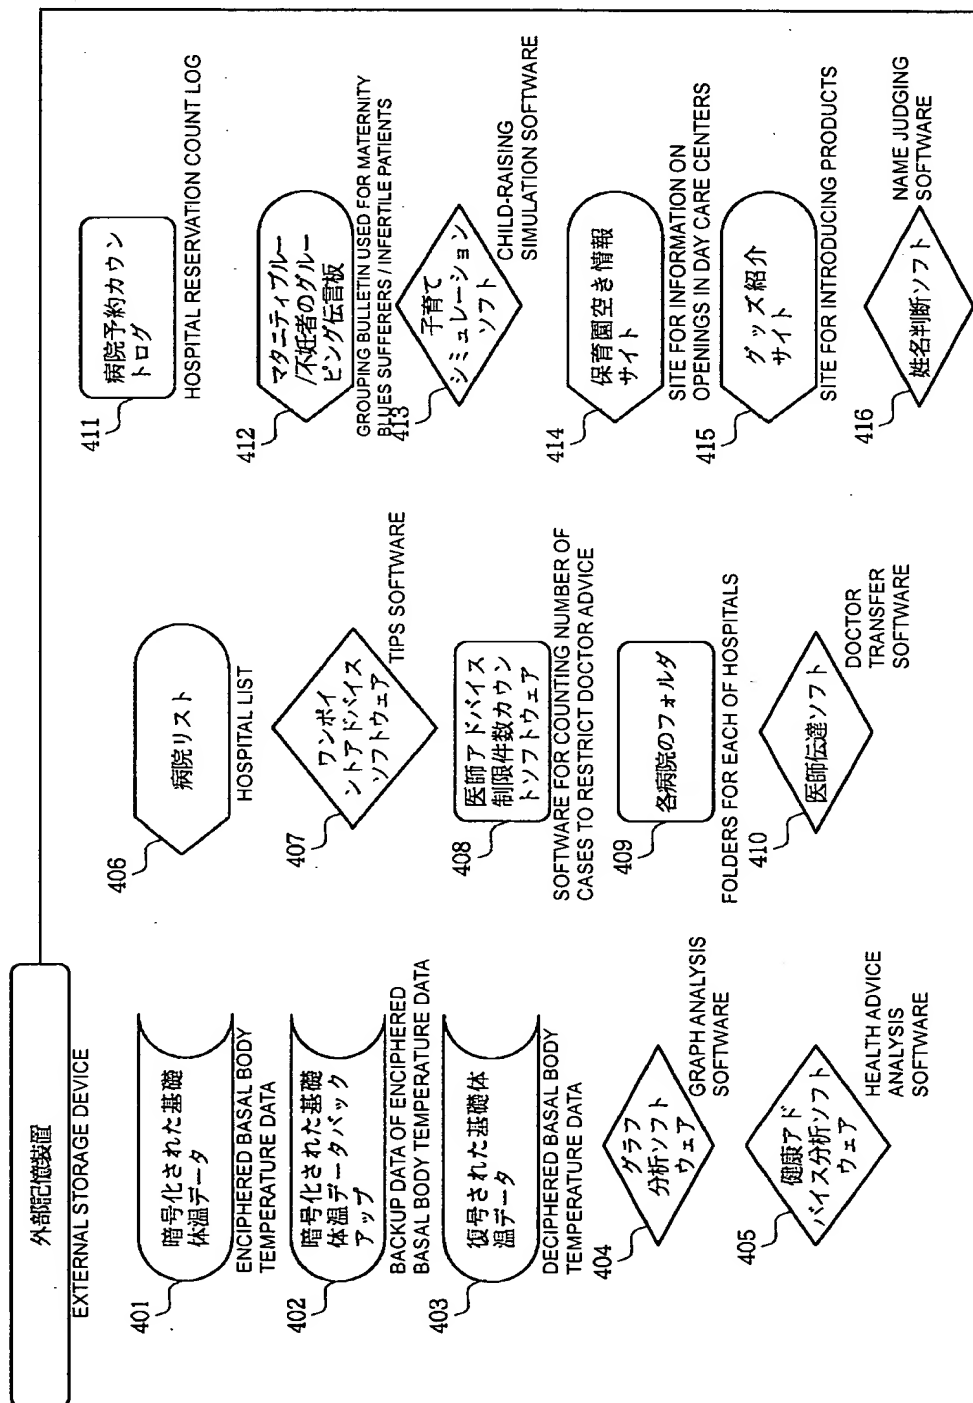 外部記憶装置
EXTERNAL STORAGE DEVICE
401
暗号化された基礎
体温データ
ENCIPHERED BASAL BODY
TEMPERATURE DATA
402
暗号化された基礎
体温データバック
アップ
BACKUP DATA OF ENCIPHERED
BASAL BODY TEMPERATURE DATA
403
復号された基礎体
温データ
DECIPHERED BASAL BODY
TEMPERATURE DATA
404
グラフ
分析ソフト
ウェア
GRAPH ANALYSIS
SOFTWARE
405
健康アド
バイス分析ソフト
ウェア
HEALTH ADVICE
ANALYSIS
SOFTWARE
406
病院リスト
HOSPITAL LIST
407
ワンポイ
ントアドバイス
ソフトウェア
TIPS SOFTWARE
408
医師アドバイス
制限件数カウン
トソフトウェア
SOFTWARE FOR COUNTING NUMBER OF
CASES TO RESTRICT DOCTOR ADVICE
409
各病院のフォルダ
FOLDERS FOR EACH OF HOSPITALS
410
医師伝達ソフト
DOCTOR
TRANSFER
SOFTWARE
411
病院予約カウン
トログ
HOSPITAL RESERVATION COUNT LOG
412
マタニティブルー
/不妊者のグルー
ピング伝言板
GROUPING BULLETIN USED FOR MATERNITY
BLUES SUFFERERS / INFERTILE PATIENTS
413
子育て
シミュレーション
ソフト
CHILD-RAISING
SIMULATION SOFTWARE
414
保育園空き情報
サイト
SITE FOR INFORMATION ON
OPENINGS IN DAY CARE CENTERS
415
グッズ紹介
サイト
SITE FOR INTRODUCING PRODUCTS
416
姓名判断ソフト
NAME JUDGING
SOFTWARE